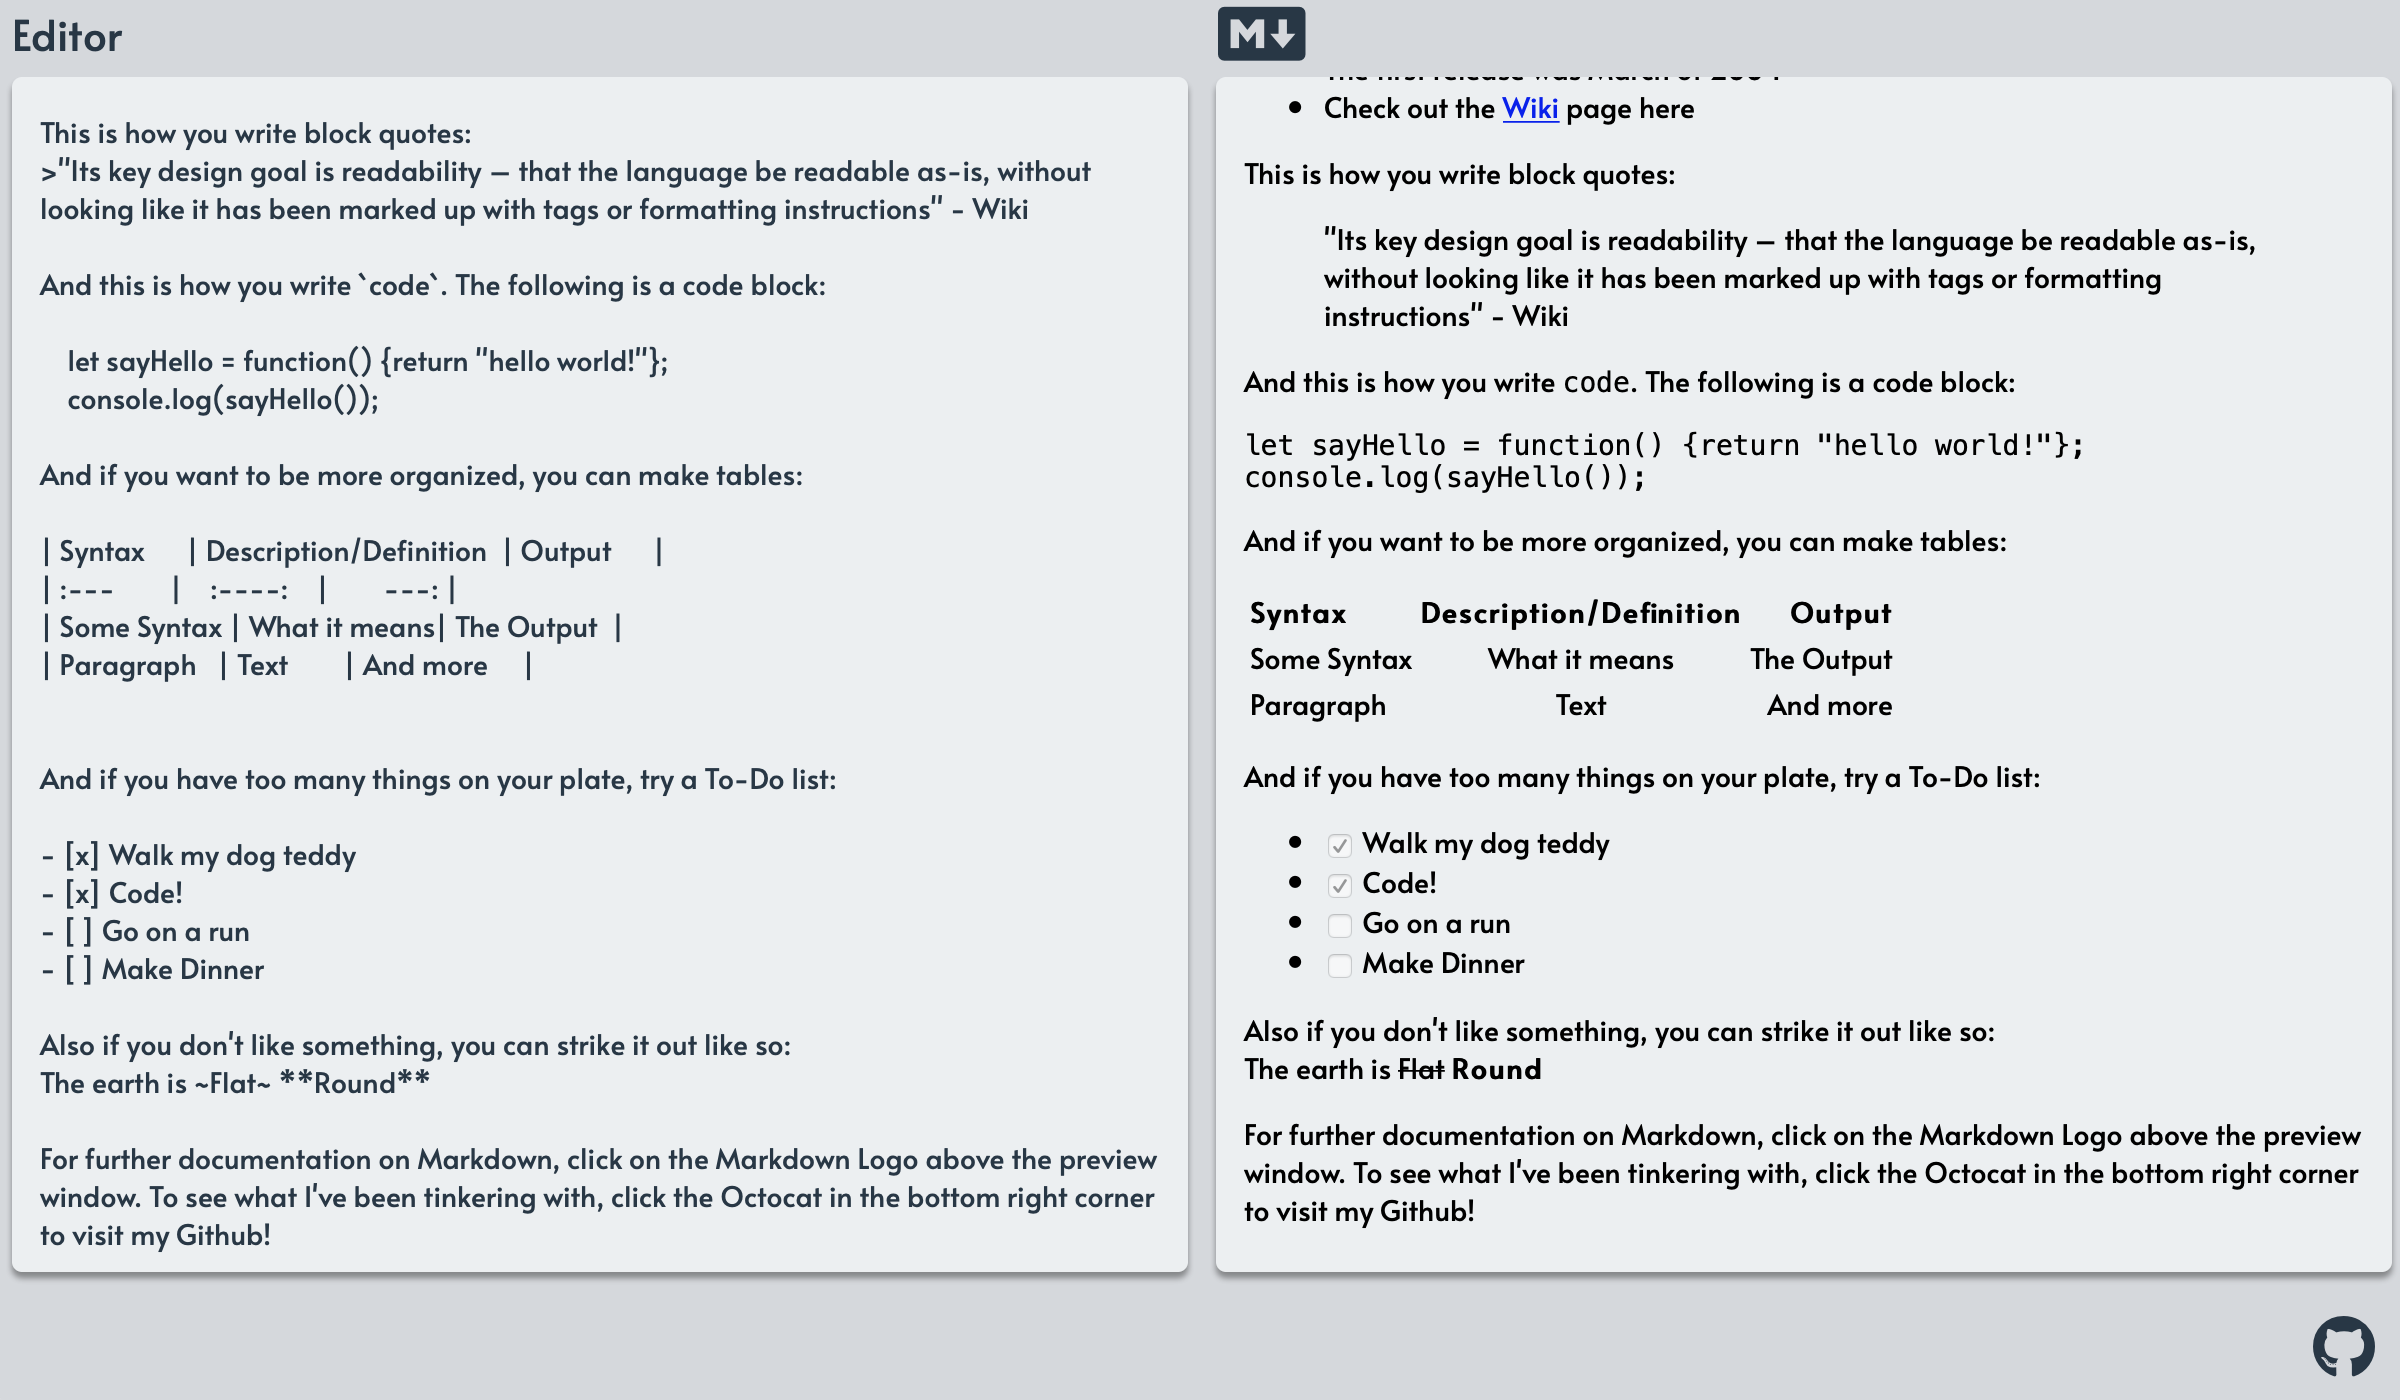 Editor
This is how you write block quotes:
>"Its key design goal is readability – that the language be readable as-is, without
looking like it has been marked up with tags or formatting instructions" - Wiki
And this is how you write `code`. The following is a code block:
let sayHello = function() {return "hello world!"};
console.log(sayHello());
And if you want to be more organized, you can make tables:
| Syntax | Description/Definition | Output |
| :--- | :----: | ---: |
| Some Syntax | What it means| The Output |
| Paragraph | Text | And more |
And if you have too many things on your plate, try a To-Do list:
- [x] Walk my dog teddy
- [x] Code!
- [ ] Go on a run
- [ ] Make Dinner
Also if you don't like something, you can strike it out like so:
The earth is ~Flat~ **Round**
For further documentation on Markdown, click on the Markdown Logo above the preview
window. To see what I've been tinkering with, click the Octocat in the bottom right corner
to visit my Github!
M
The first release was March of
• Check out the Wiki page here
This is how you write block quotes:
"Its key design goal is readability – that the language be readable as-is,
without looking like it has been marked up with tags or formatting
instructions" - Wiki
And this is how you write code. The following is a code block:
let sayHello = function() {return "hello world!"};
console.log(sayHello());
And if you want to be more organized, you can make tables:
Syntax Description/Definition Output
Some Syntax What it means The Output
Paragraph Text And more
And if you have too many things on your plate, try a To-Do list:
• Walk my dog teddy
• Code!
• Go on a run
• Make Dinner
Also if you don't like something, you can strike it out like so:
The earth is Flat Round
For further documentation on Markdown, click on the Markdown Logo above the preview
window. To see what I've been tinkering with, click the Octocat in the bottom right corner
to visit my Github!